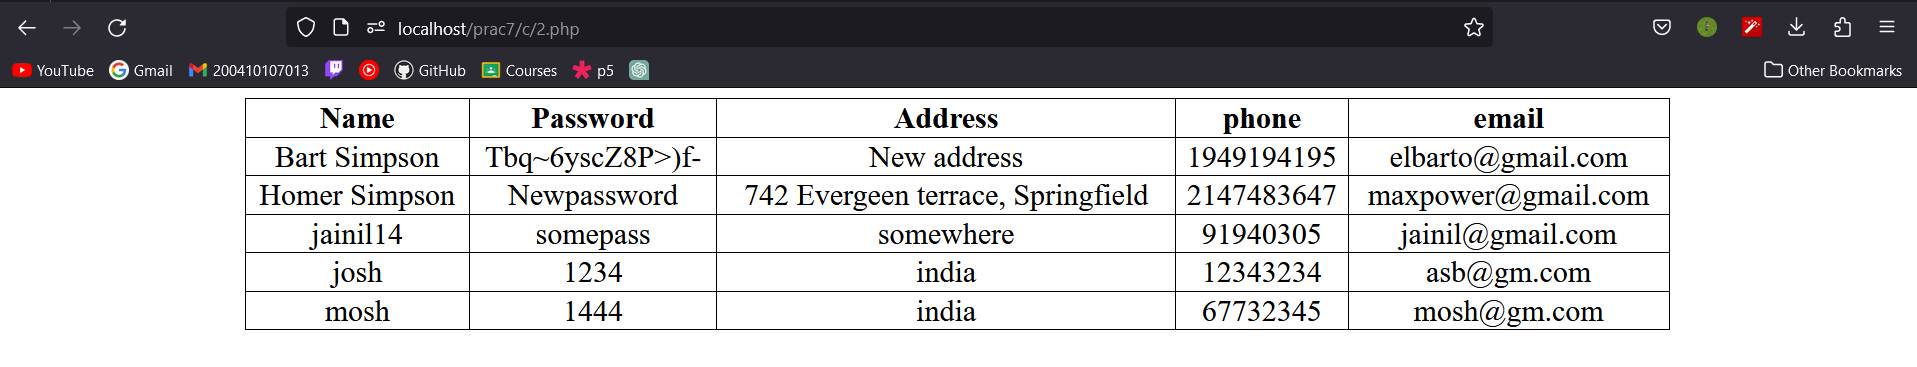 localhost/prac7/c/2.php
YouTube Gmail 200410107013 GitHub Courses p5 Other Bookmarks
Name Password Address phone email
Bart Simpson Tbq~6yscZ8P>)f- New address 1949194195 elbarto@gmail.com
Homer Simpson Newpassword 742 Evergeen terrace, Springfield 2147483647 maxpower@gmail.com
jainil14 somepass somewhere 91940305 jainil@gmail.com
josh 1234 india 12343234 asb@gm.com
mosh 1444 india 67732345 mosh@gm.com